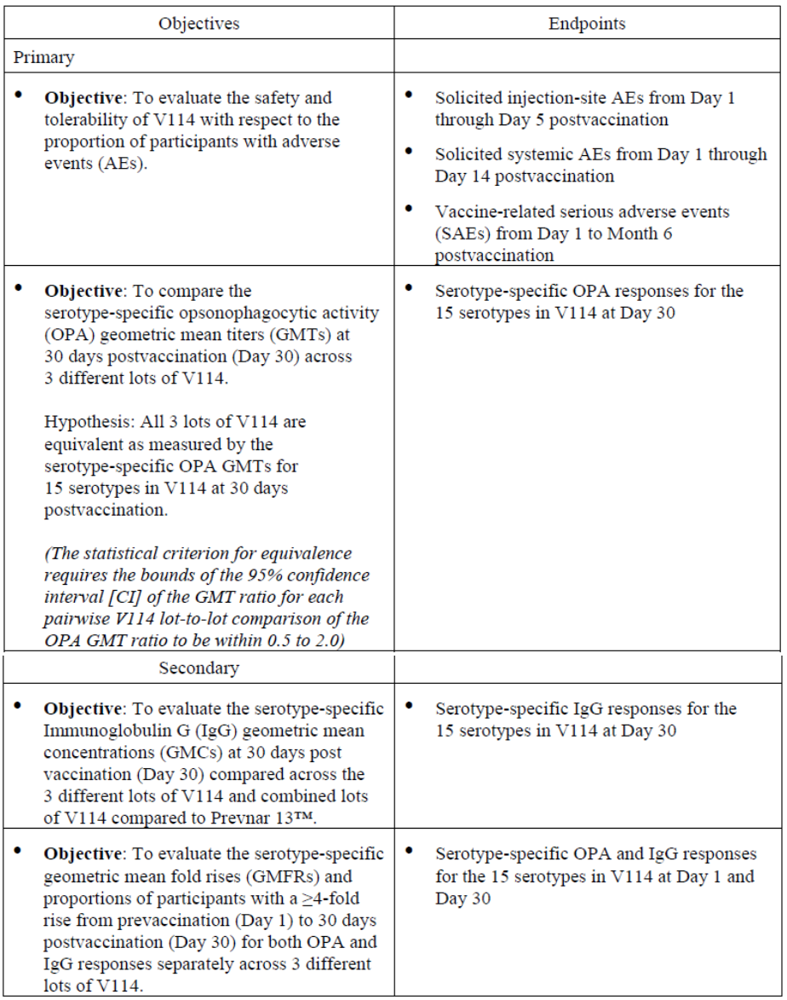 Objectives
Endpoints
Primary
• Objective: To evaluate the safety and
tolerability of V114 with respect to the
proportion of participants with adverse
events (AEs).
• Solicited injection-site AEs from Day 1
through Day 5 postvaccination
• Solicited systemic AEs from Day 1 through
Day 14 postvaccination
• Vaccine-related serious adverse events
(SAEs) from Day 1 to Month 6
postvaccination
• Objective: To compare the
serotype-specific opsonophagocytic activity
(OPA) geometric mean titers (GMTs) at
30 days postvaccination (Day 30) across
3 different lots of V114.
Hypothesis: All 3 lots of V114 are
equivalent as measured by the
serotype-specific OPA GMTs for
15 serotypes in V114 at 30 days
postvaccination.
(The statistical criterion for equivalence
requires the bounds of the 95% confidence
interval [CI] of the GMT ratio for each
pairwise V114 lot-to-lot comparison of the
OPA GMT ratio to be within 0.5 to 2.0)
• Serotype-specific OPA responses for the
15 serotypes in V114 at Day 30
Secondary
• Objective: To evaluate the serotype-specific
Immunoglobulin G (IgG) geometric mean
concentrations (GMCs) at 30 days post
vaccination (Day 30) compared across the
3 different lots of V114 and combined lots
of V114 compared to Prevnar 13™.
• Serotype-specific IgG responses for the
15 serotypes in V114 at Day 30
• Objective: To evaluate the serotype-specific
geometric mean fold rises (GMFRs) and
proportions of participants with a ≥4-fold
rise from prevaccination (Day 1) to 30 days
postvaccination (Day 30) for both OPA and
IgG responses separately across 3 different
lots of V114.
• Serotype-specific OPA and IgG responses
for the 15 serotypes in V114 at Day 1 and
Day 30